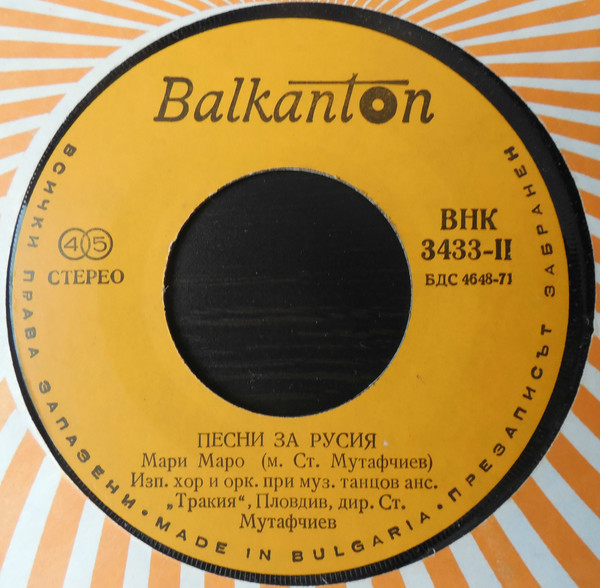 Balkanton
ВСИЧКИ ПРАВА ЗАПАЗЕНИ • MADE IN BULGARIA • ПРЕЗАПИСЪТ ЗАБРАНЕН
45
СТЕРЕО
ВНК
3433-II
БДС 4648-71
ПЕСНИ ЗА РУСИЯ
Мари Маро (м. Ст. Мутафчиев)
Изп. хор и орк. при муз. танцов анс.
„Тракия“, Пловдив, дир. Ст.
Мутафчиев